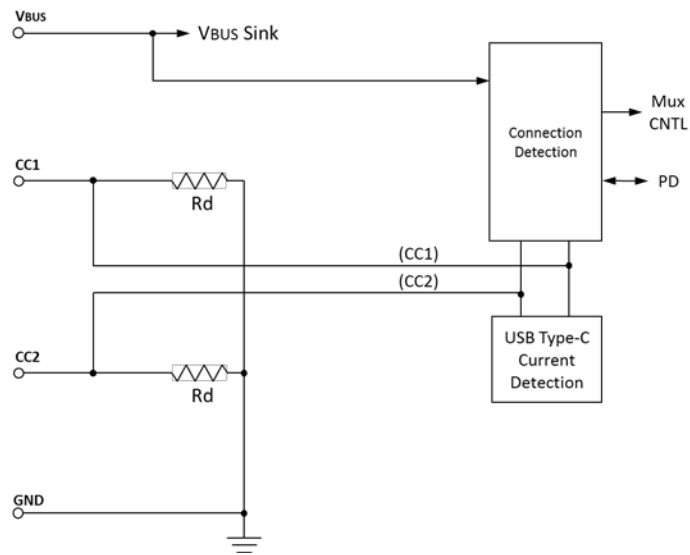 VBUS
VBUS Sink
Mux
CNTL
Connection
Detection
CC1
PD
Rd
(CC1)
(CC2)
USB Type-C
Current
Detection
CC2
Rd
GND